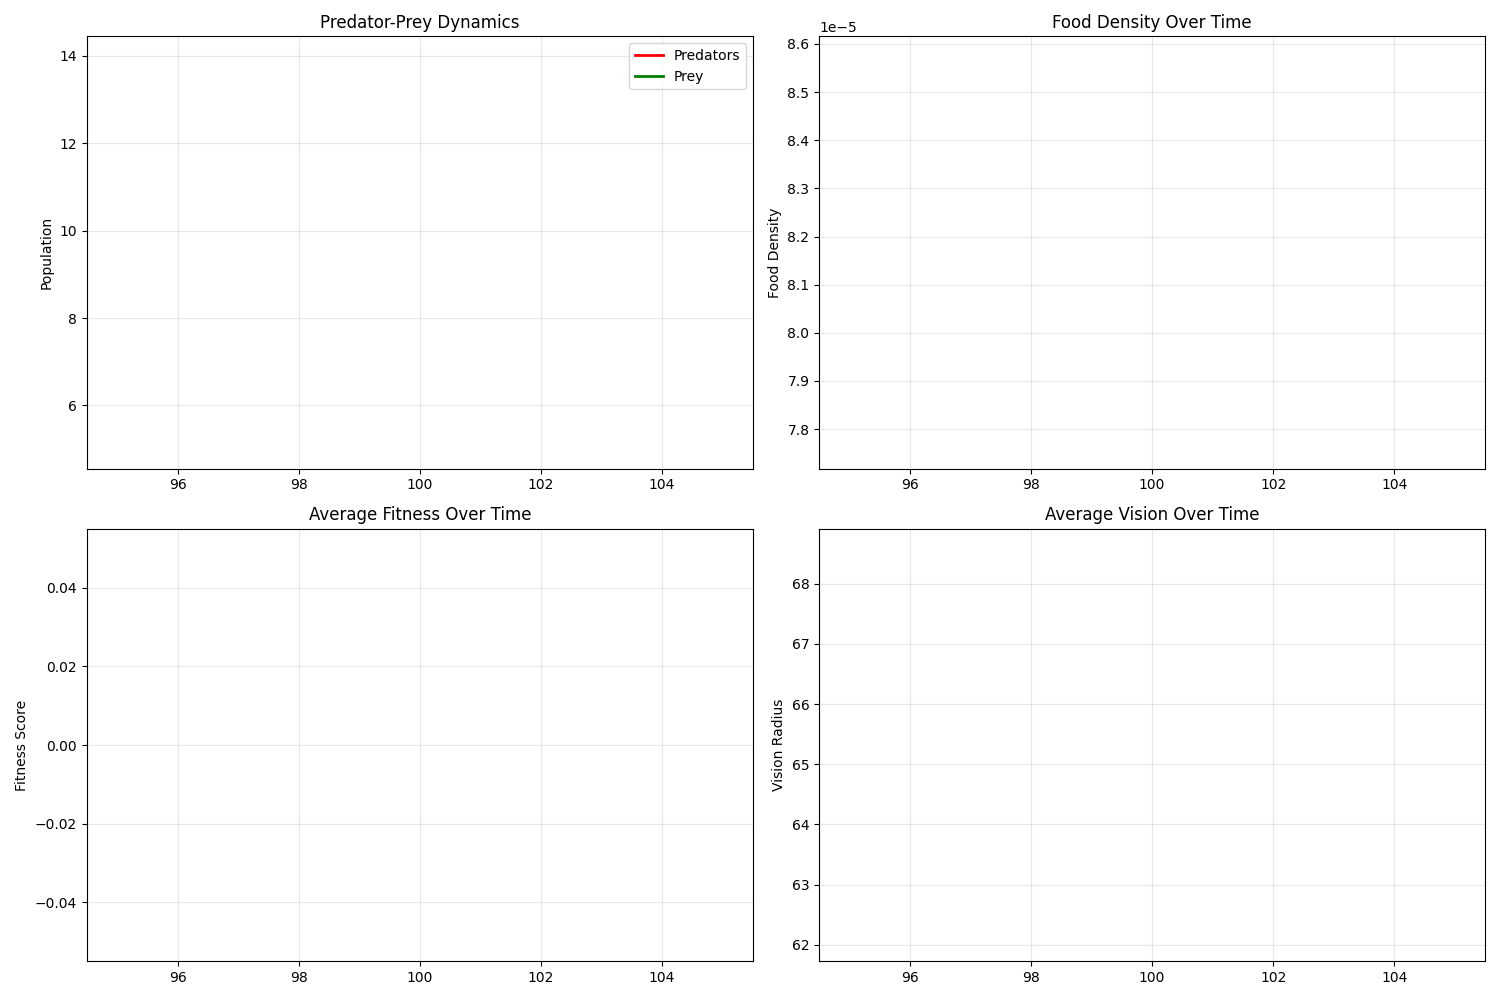 Predator-Prey Dynamics
Population
14
12
10
8
6
96 98 100 102 104
Predators
Prey
Food Density Over Time
1e−5
Food Density
8.6
8.5
8.4
8.3
8.2
8.1
8.0
7.9
7.8
96 98 100 102 104
Average Fitness Over Time
Fitness Score
0.04
0.02
0.00
−0.02
−0.04
96 98 100 102 104
Average Vision Over Time
Vision Radius
68
67
66
65
64
63
62
96 98 100 102 104